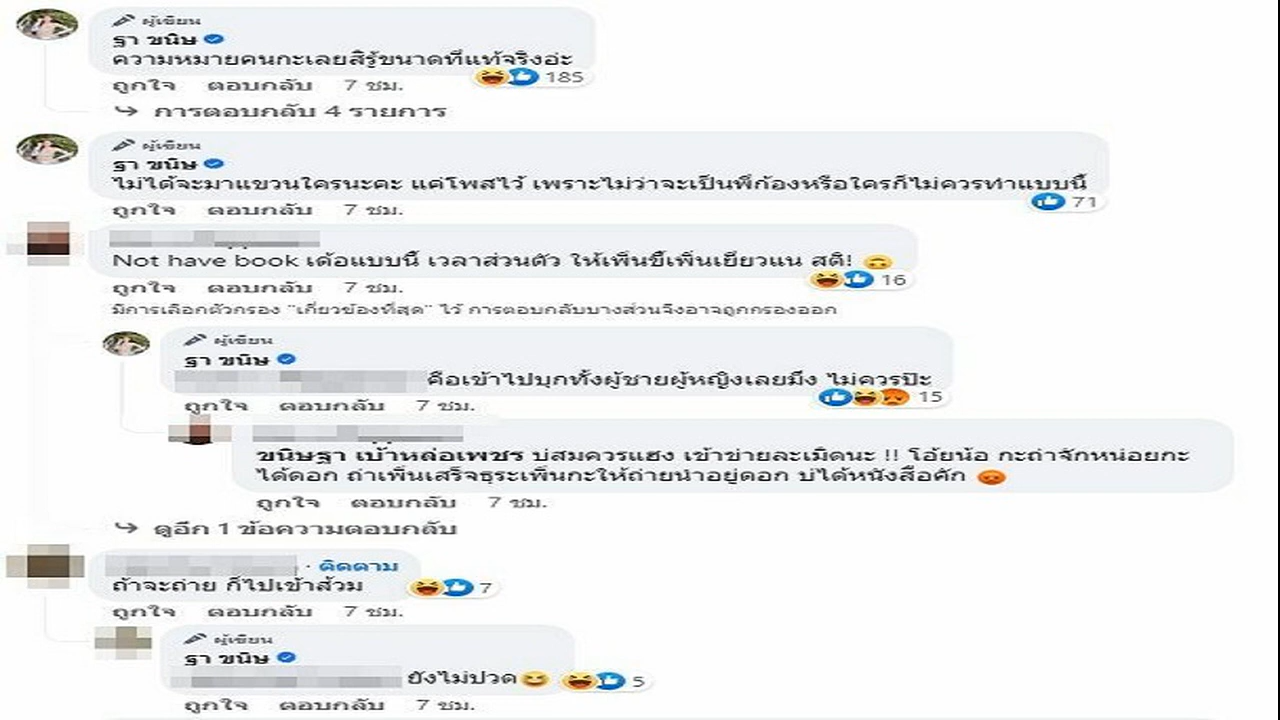 ผู้เขียน
ฐา ขนิษ
ความหมายคนกะเลยสิรู้ขนาดที่แท้จริงอ่ะ
185
ถูกใจ ตอบกลับ 7 ชม.
การตอบกลับ 4 รายการ
ผู้เขียน
ฐา ขนิษ
ไม่ได้จะมาแขวนใครนะคะ แค่โพสไว้ เพราะไม่ว่าจะเป็นพี่ก้องหรือใครก็ไม่ควรทำแบบนี้
71
ถูกใจ ตอบกลับ 7 ชม.
Not have book เด้อแบบนี้ เวลาส่วนตัว ให้เพิ่นขี้เพิ่นเยี่ยวแน สติ! 🙃
16
ถูกใจ ตอบกลับ 7 ชม.
มีการเลือกตัวกรอง "เกี่ยวข้องที่สุด" ไว้ การตอบกลับบางส่วนจึงอาจถูกกรองออก
ผู้เขียน
ฐา ขนิษ
คือเข้าไปบุกทั้งผู้ชายผู้หญิงเลยมึง ไม่ควรป๊ะ
15
ถูกใจ ตอบกลับ 7 ชม.
ขนิษฐา เบ้าหล่อเพชร บ่สมควรแฮง เข้าข่ายละเมิดนะ !! โอ้ยน้อ กะถ่าจักหน่อยกะ
ได้ดอก ถ่าเพิ่นเสร็จธุระเพิ่นกะให้ถ่ายนำอยู่ดอก บ่ได้หนังสือคัก 😡
ถูกใจ ตอบกลับ 7 ชม.
ดูอีก 1 ข้อความตอบกลับ
· ติดตาม
ถ้าจะถ่าย ก็ไปเข้าส้วม
7
ถูกใจ ตอบกลับ 7 ชม.
ผู้เขียน
ฐา ขนิษ
ยังไม่ปวด😆
5
ถูกใจ ตอบกลับ 7 ชม.